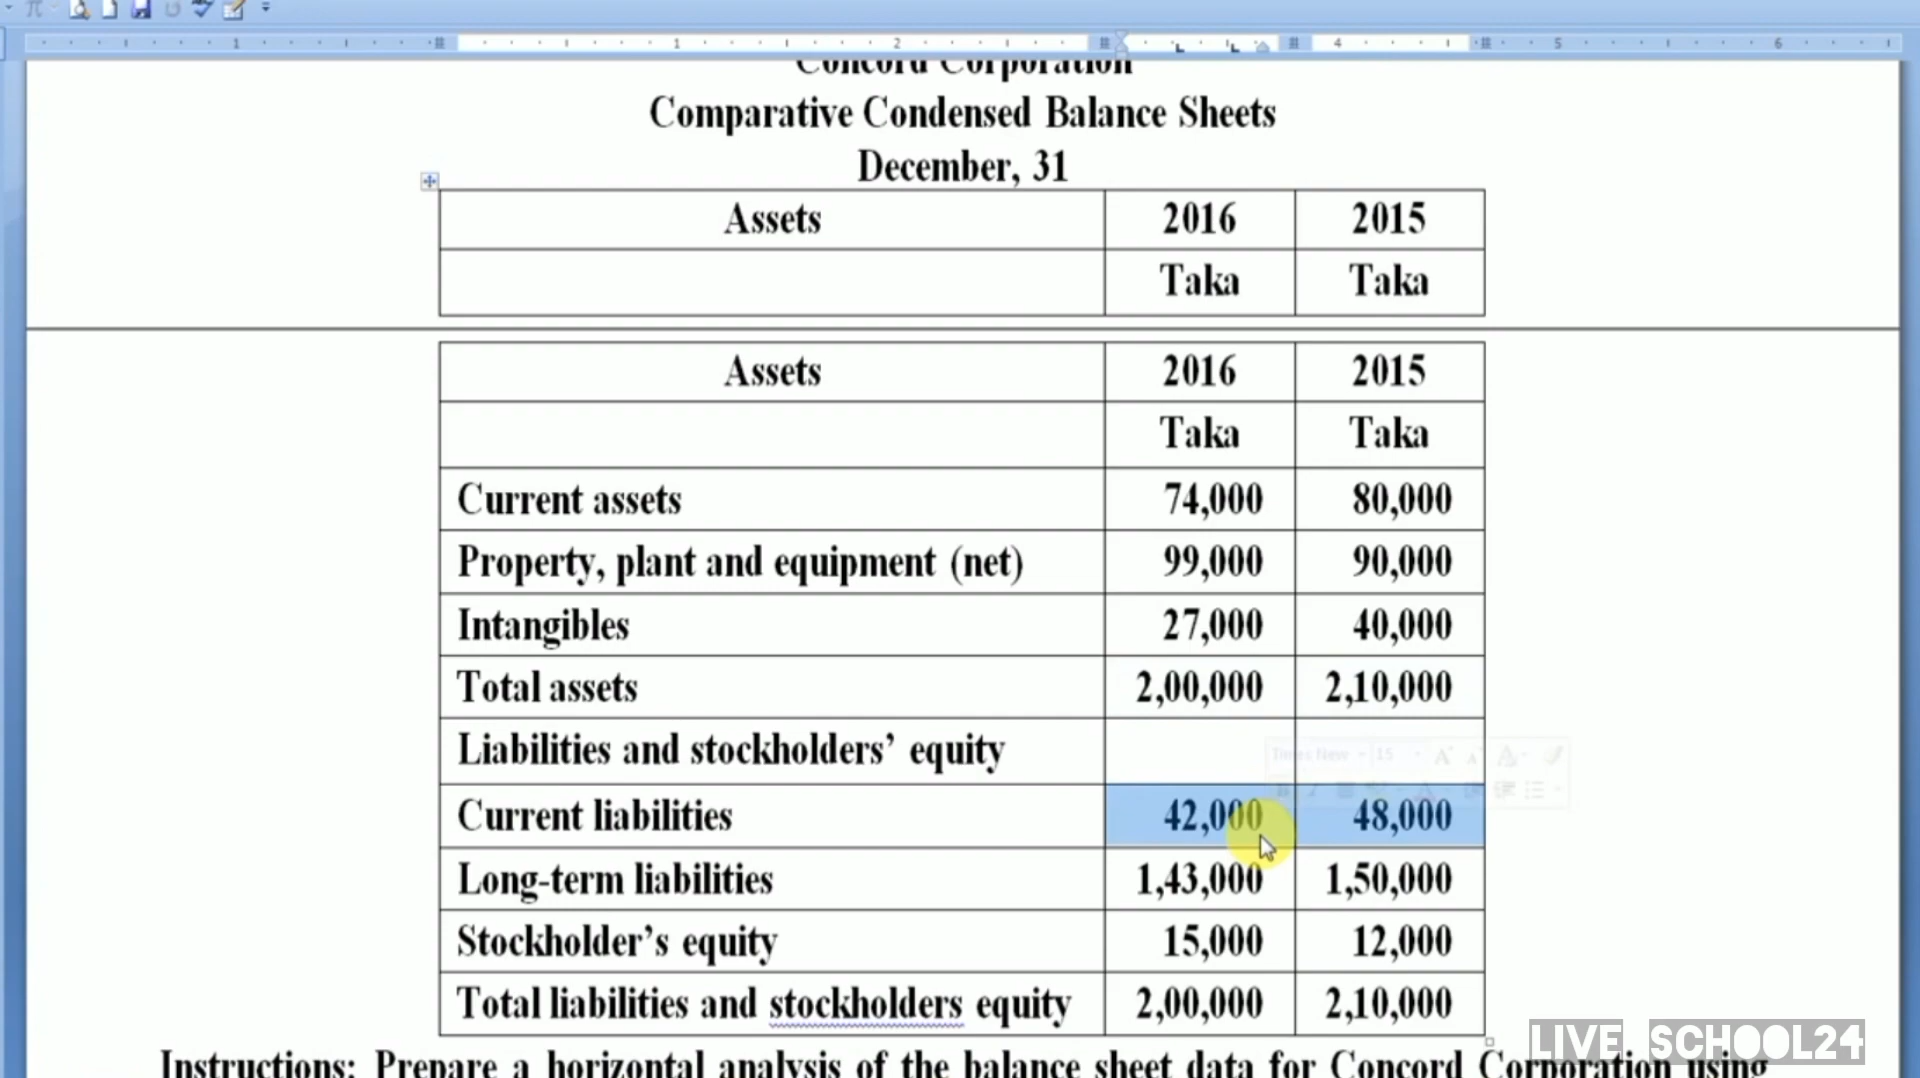 Concord Corporation
Comparative Condensed Balance Sheets
December, 31
Assets 2016 2015
Taka Taka
Assets 2016 2015
Taka Taka
Current assets 74,000 80,000
Property, plant and equipment (net) 99,000 90,000
Intangibles 27,000 40,000
Total assets 2,00,000 2,10,000
Liabilities and stockholders’ equity
Times New 15
Current liabilities 42,000 48,000
Long-term liabilities 1,43,000 1,50,000
Stockholder’s equity 15,000 12,000
Total liabilities and stockholders equity 2,00,000 2,10,000
Instructions: Prepare a horizontal analysis of the balance sheet data for Concord Corporation using
LIVE SCHOOL24